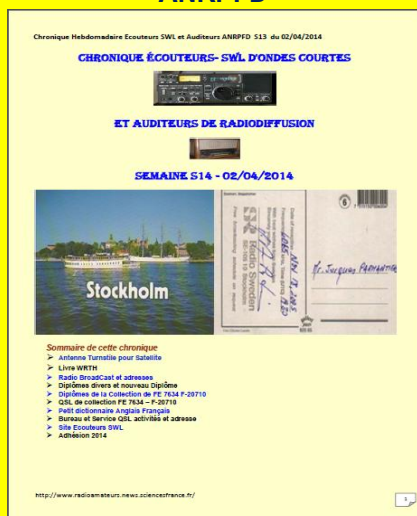 ANRPFD
Chronique Hebdomadaire Ecouteurs SWL et Auditeurs ANRPFD S13 du 02/04/2014
CHRONIQUE ÉCOUTEURS- SWL D'ONDES COURTES
ET AUDITEURS DE RADIODIFFUSION
SEMAINE S14 - 02/04/2014
Stockholm
Radio Sweden
6
Mr. Jacques PARMANTIER
Sommaire de cette chronique
➤ Antenne Turnstile pour Satellite
➤ Livre WRTH
➤ Radio BroadCast et adresses
➤ Diplômes divers et nouveau Diplôme
➤ Diplômes de la Collection de FE 7634 F-20710
➤ QSL de collection FE 7634 – F-20710
➤ Petit dictionnaire Anglais Français
➤ Bureau et Service QSL activités et adresse
➤ Site Ecouteurs SWL
➤ Adhésion 2014
http://www.radioamateurs.news.sciencesfrance.fr/
1